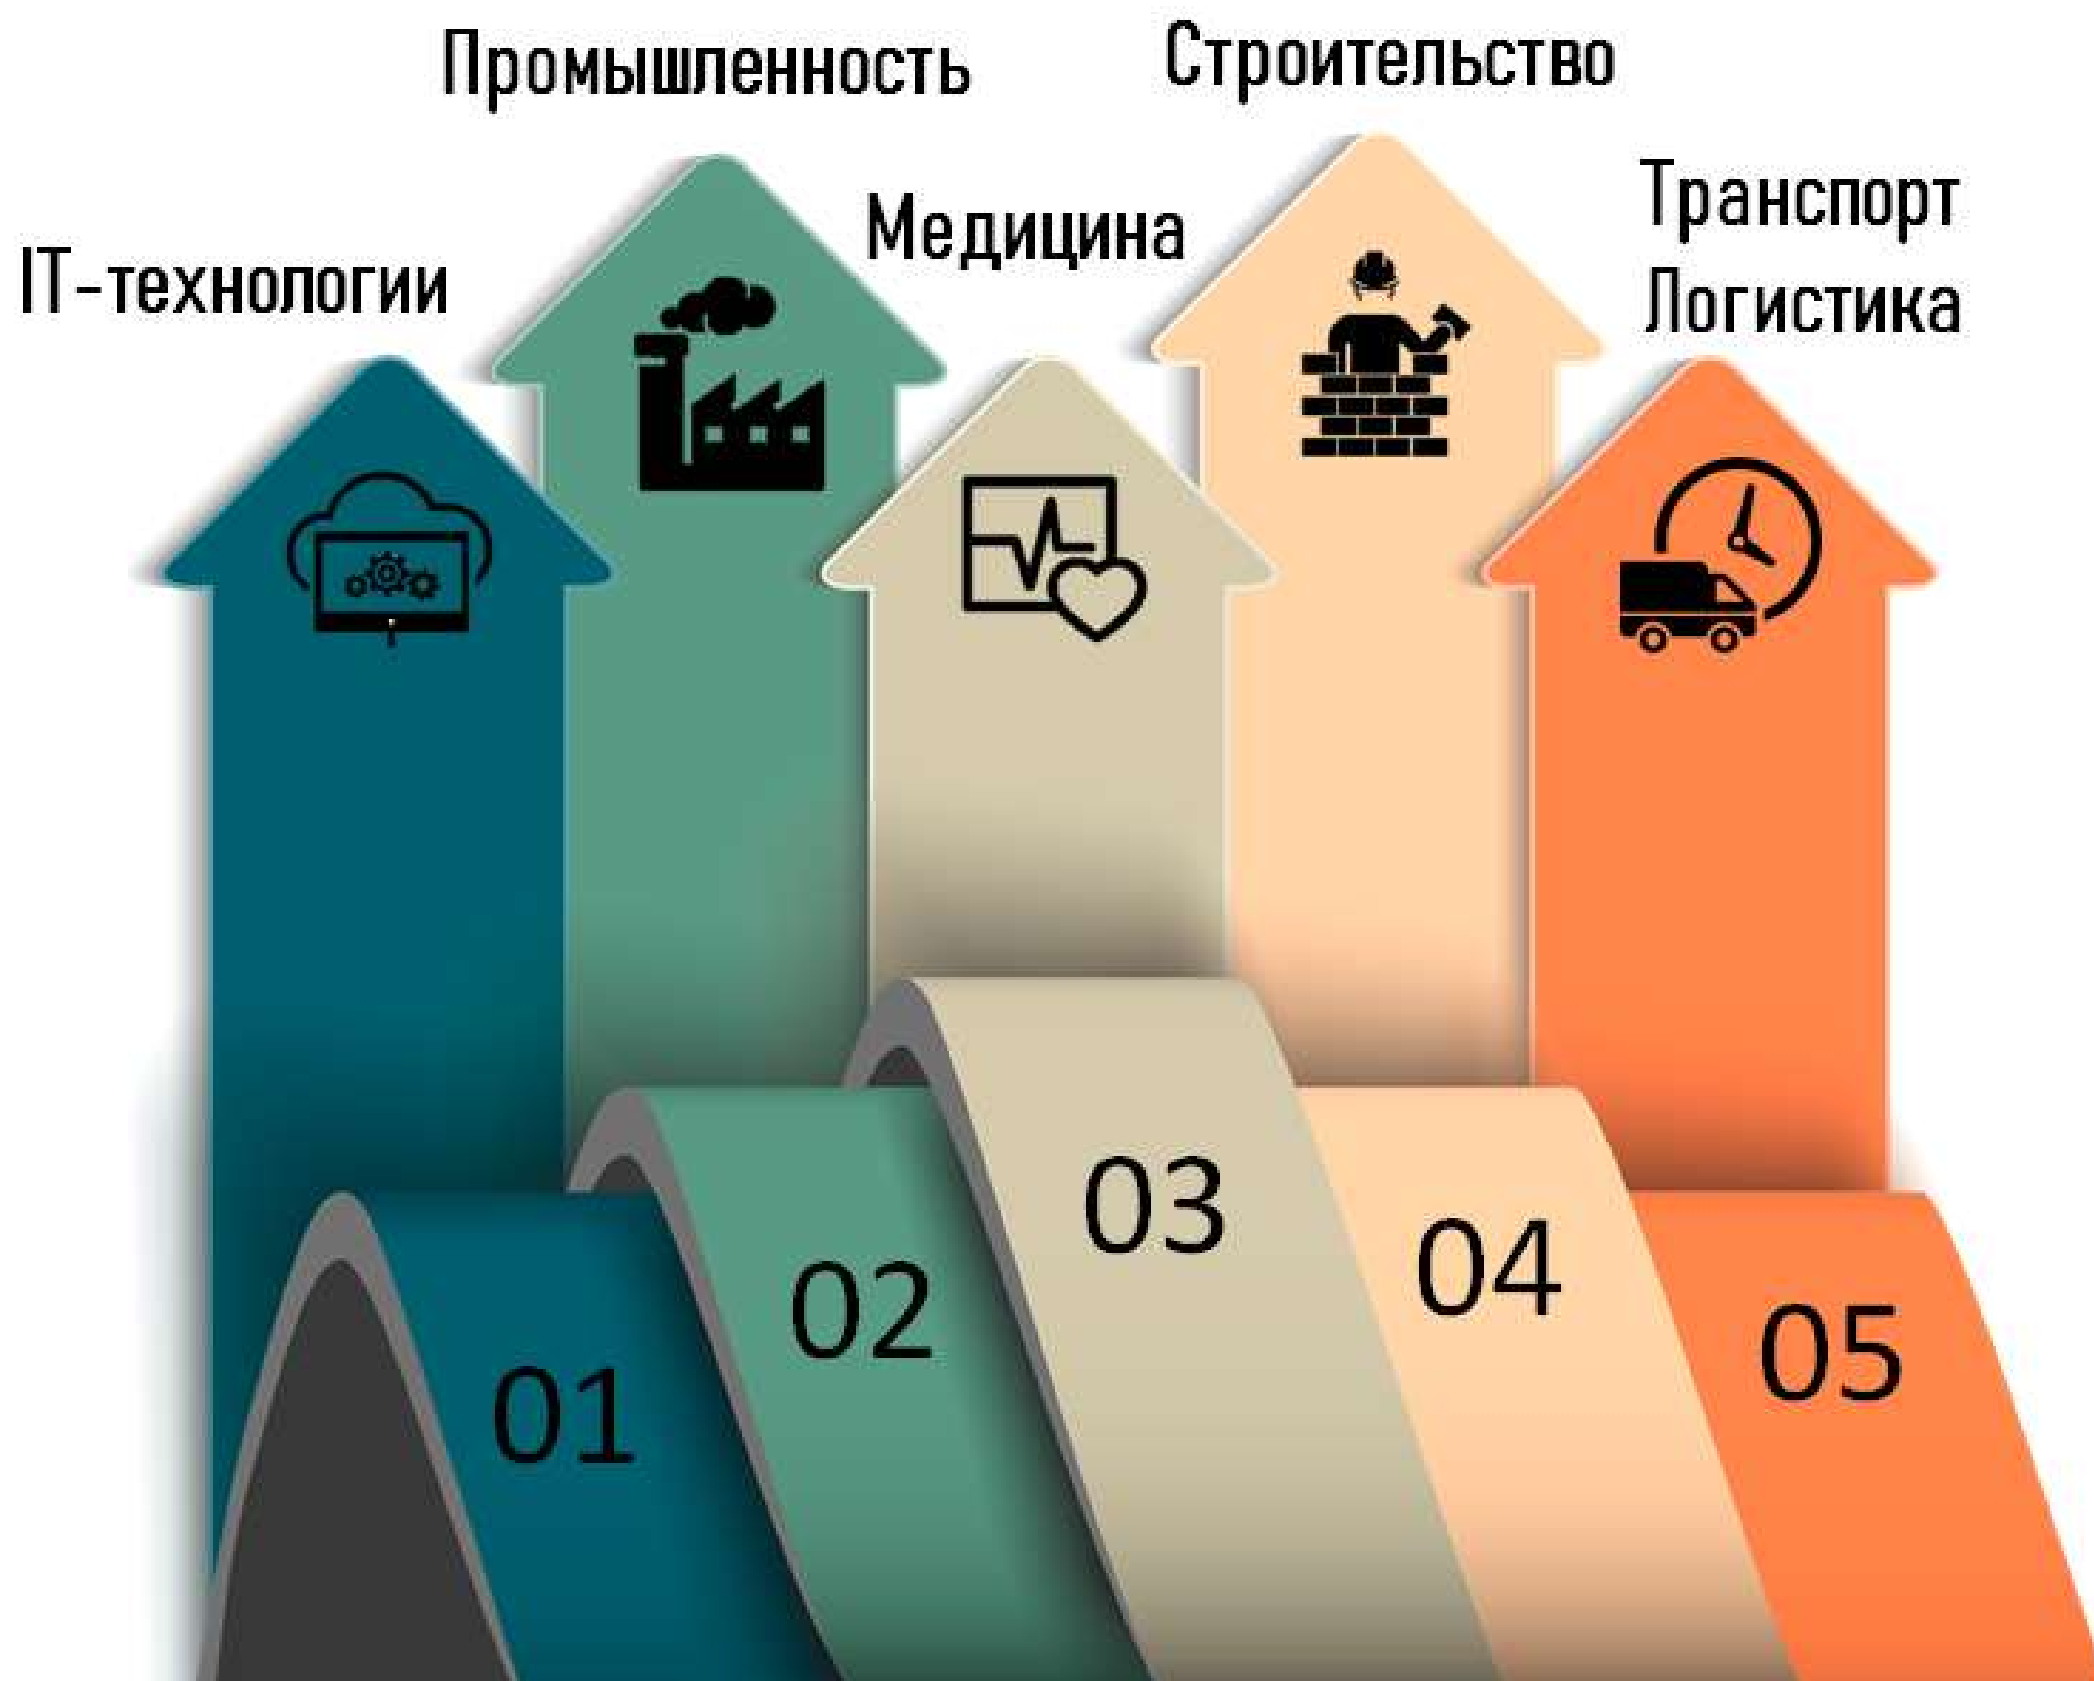 IT-технологии
Промышленность
Медицина
Строительство
Транспорт
Логистика
01
02
03
04
05